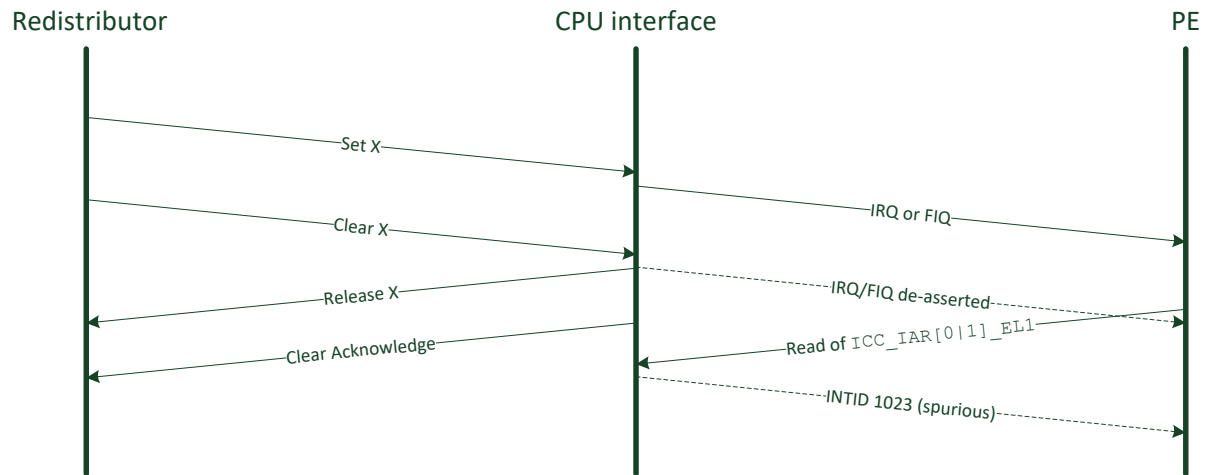 Redistributor
CPU interface
PE
Set X
IRQ or FIQ
Clear X
Release X
IRQ/FIQ de-asserted
Read of ICC_IAR[0|1]_EL1
Clear Acknowledge
INTID 1023 (spurious)